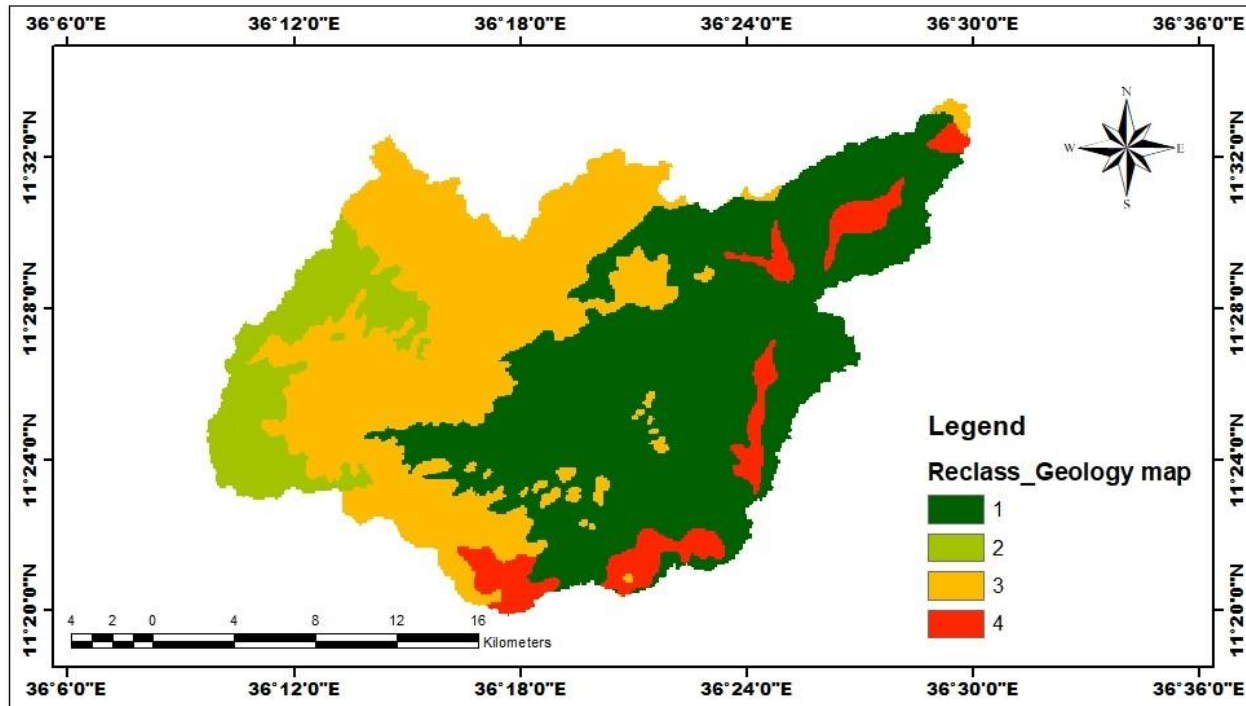 36°6'0"E 36°12'0"E 36°18'0"E 36°24'0"E 36°30'0"E 36°36'0"E
N
W E
S
11°32'0"N 11°32'0"N
11°28'0"N 11°28'0"N
11°24'0"N 11°24'0"N
11°20'0"N 11°20'0"N
Legend
Reclass_Geology map
1
2
3
4
4 2 0 4 8 12 16
Kilometers
36°6'0"E 36°12'0"E 36°18'0"E 36°24'0"E 36°30'0"E 36°36'0"E